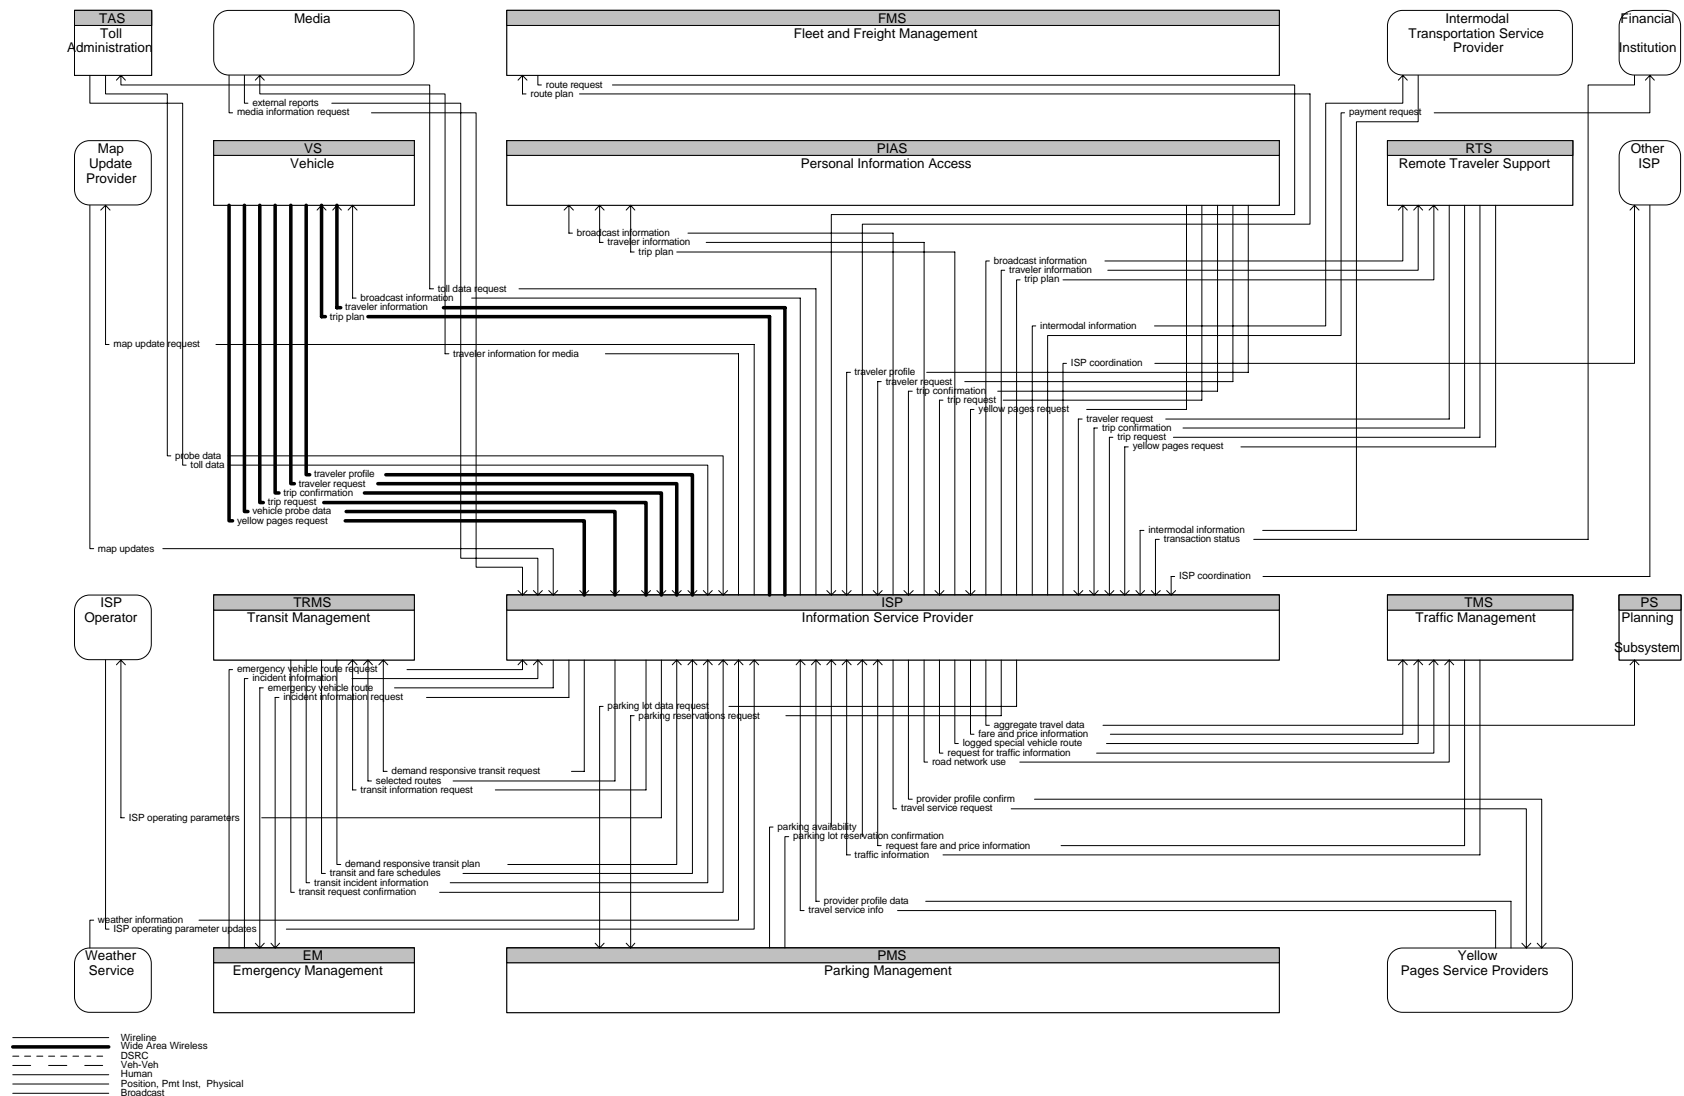 TAS
Toll
Administration
Media
FMS
Fleet and Freight Management
Intermodal
Transportation Service
Provider
Financial
Institution
route request
route plan
external reports
media information request
payment request
Map
Update
Provider
VS
Vehicle
PIAS
Personal Information Access
RTS
Remote Traveler Support
Other
ISP
broadcast information
traveler information
trip plan
broadcast information
traveler information
trip plan
toll data request
broadcast information
traveler information
trip plan
intermodal information
map update request
traveler information for media
ISP coordination
traveler profile
traveler request
trip confirmation
trip request
yellow pages request
traveler request
trip confirmation
trip request
yellow pages request
probe data
toll data
traveler profile
traveler request
trip confirmation
trip request
vehicle probe data
yellow pages request
intermodal information
transaction status
map updates
ISP coordination
ISP
Operator
TRMS
Transit Management
ISP
Information Service Provider
TMS
Traffic Management
PS
Planning
Subsystem
emergency vehicle route request
incident information
emergency vehicle route
incident information request
parking lot data request
parking reservations request
aggregate travel data
fare and price information
logged special vehicle route
request for traffic information
road network use
demand responsive transit request
selected routes
transit information request
provider profile confirm
travel service request
ISP operating parameters
parking availability
parking lot reservation confirmation
request fare and price information
traffic information
demand responsive transit plan
transit and fare schedules
transit incident information
transit request confirmation
provider profile data
travel service info
weather information
ISP operating parameter updates
Weather
Service
EM
Emergency Management
PMS
Parking Management
Yellow
Pages Service Providers
Wireline
Wide Area Wireless
DSRC
Veh-Veh
Human
Position, Pmt Inst, Physical
Broadcast